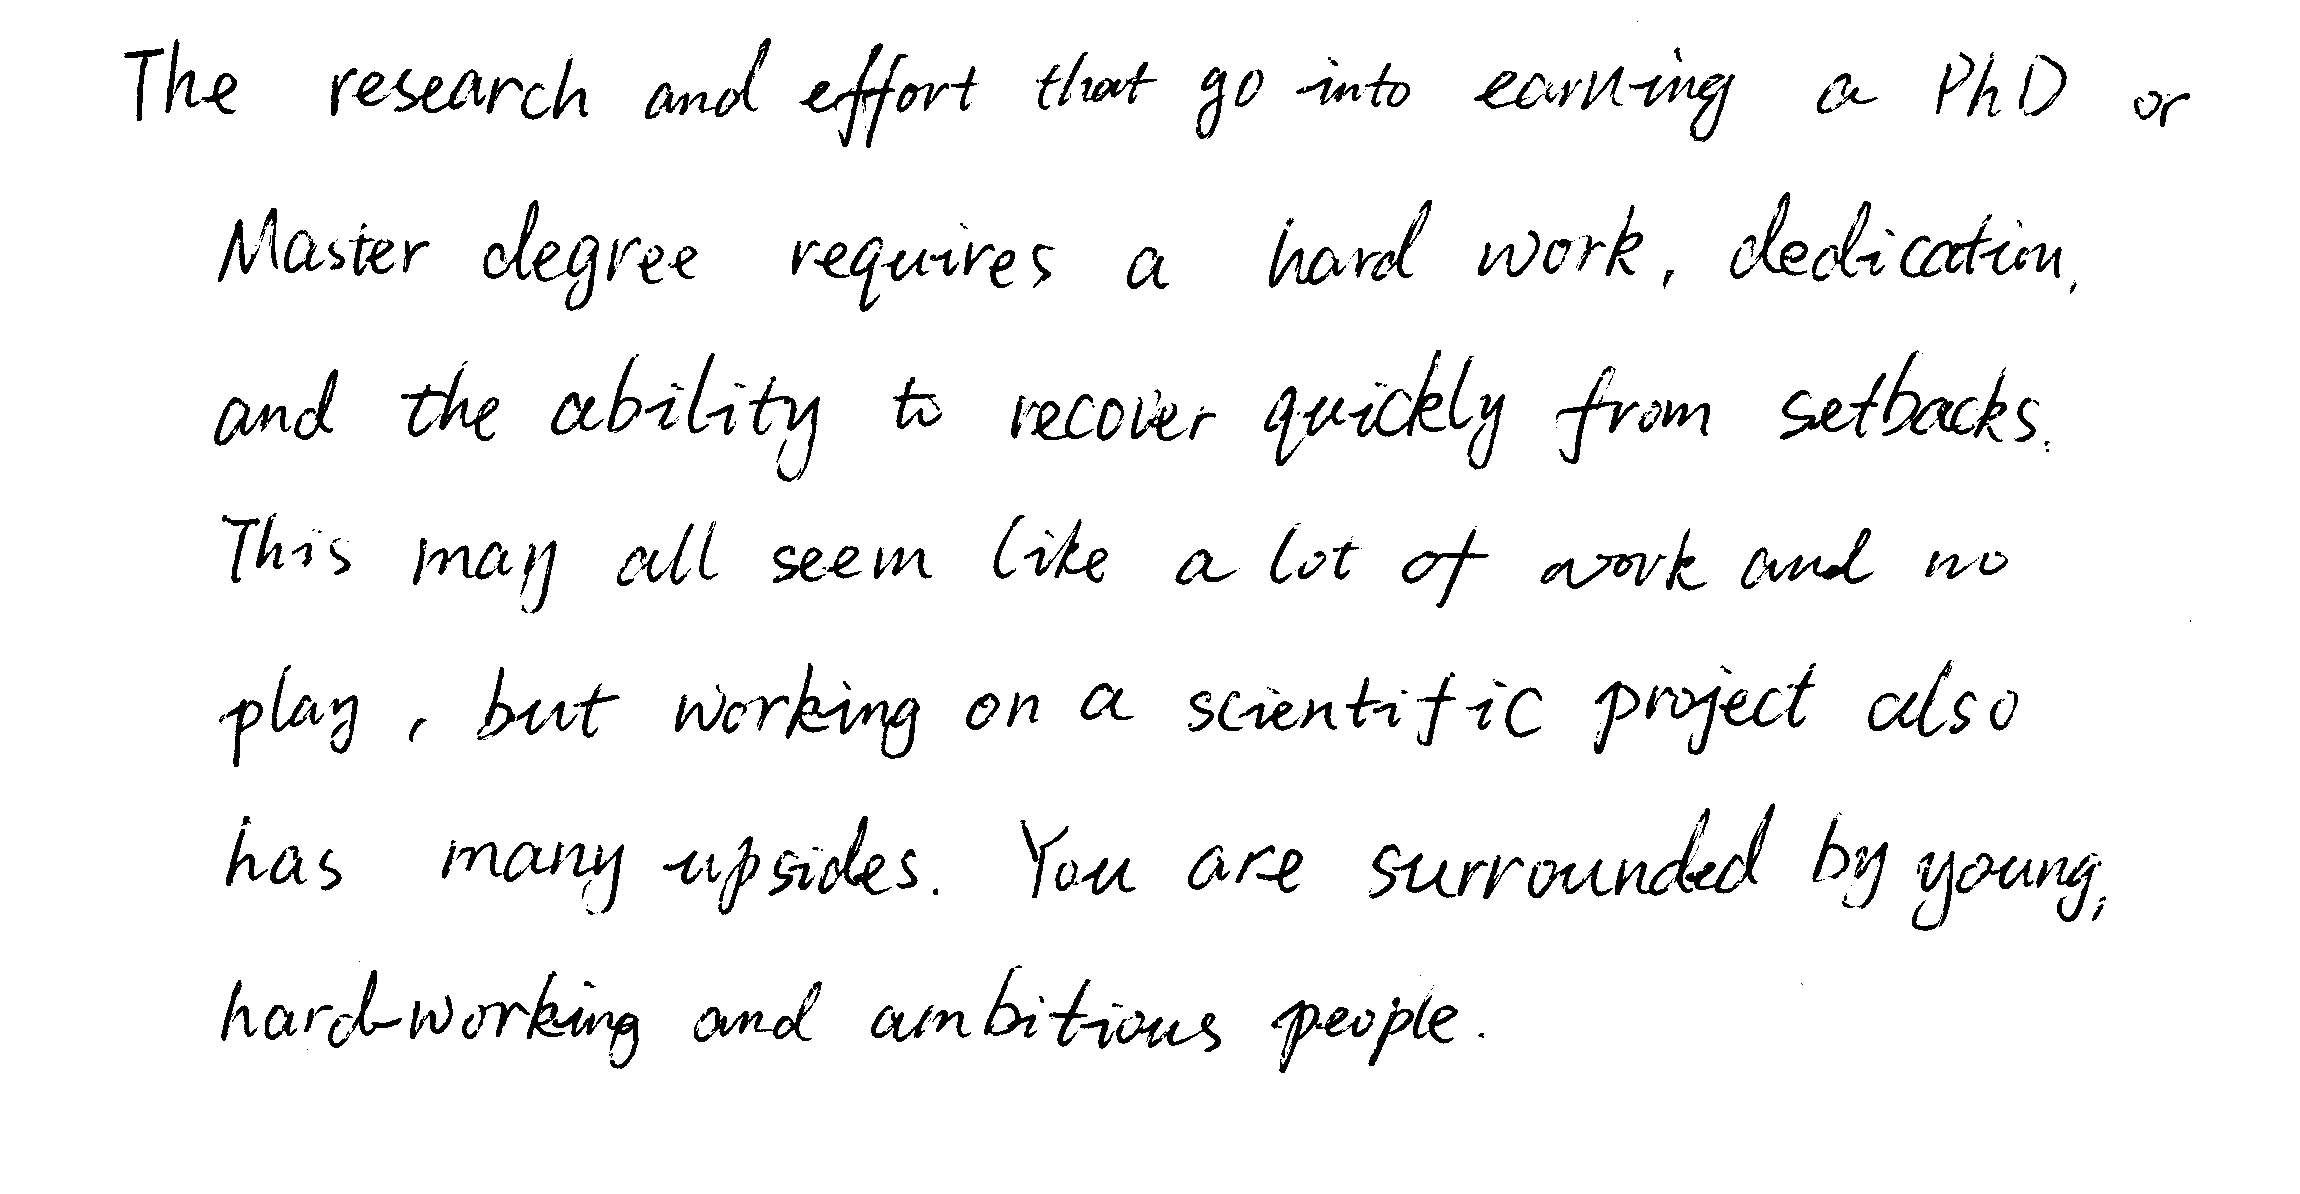 The research and effort that go into earning a PhD or
Master degree requires a hard work, dedication,
and the ability to recover quickly from setbacks.
This may all seem like a lot of work and no
play, but working on a scientific project also
has many upsides. You are surrounded by young,
hard-working and ambitious people.